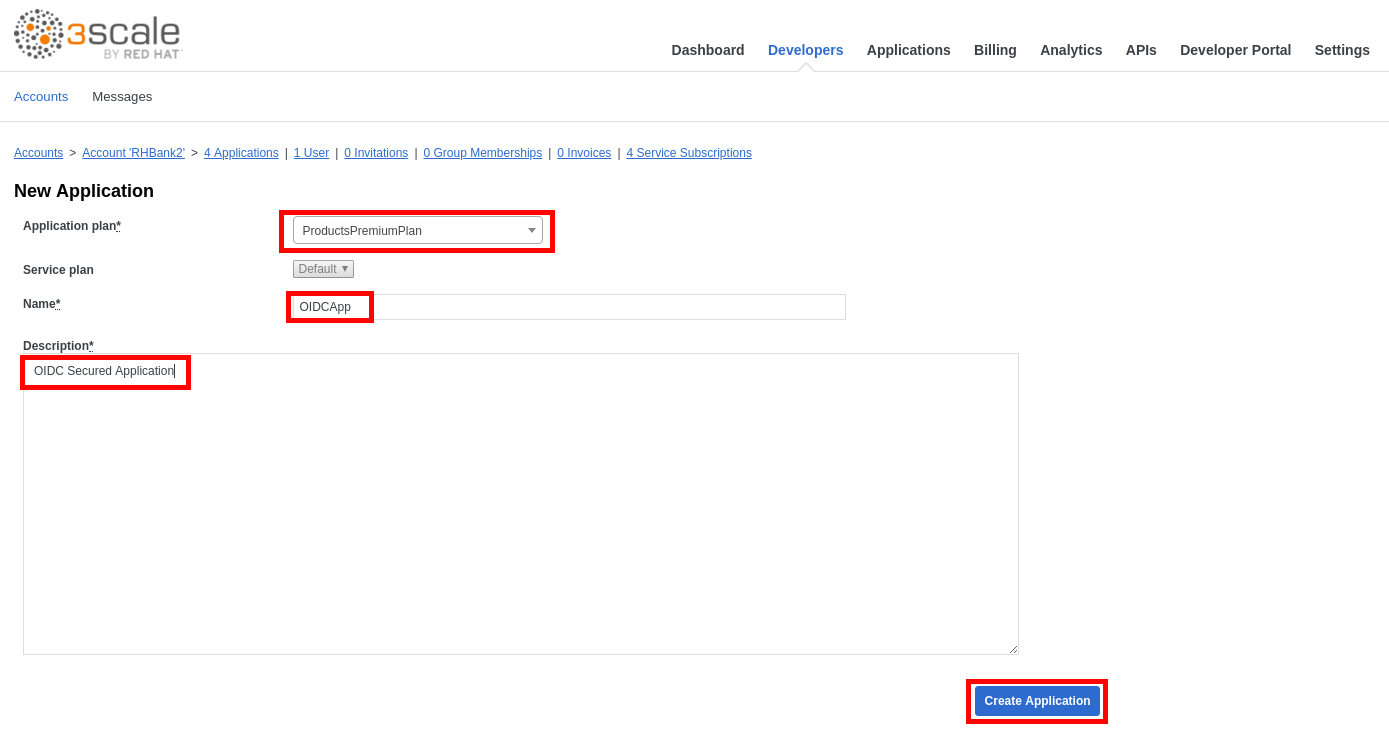 3scale
BY RED HAT
Dashboard Developers Applications Billing Analytics APIs Developer Portal Settings
Accounts Messages
Accounts > Account 'RHBank2' > 4 Applications | 1 User | 0 Invitations | 0 Group Memberships | 0 Invoices | 4 Service Subscriptions
New Application
Application plan* ProductsPremiumPlan
Service plan Default
Name* OIDCApp
Description*
OIDC Secured Application
Create Application